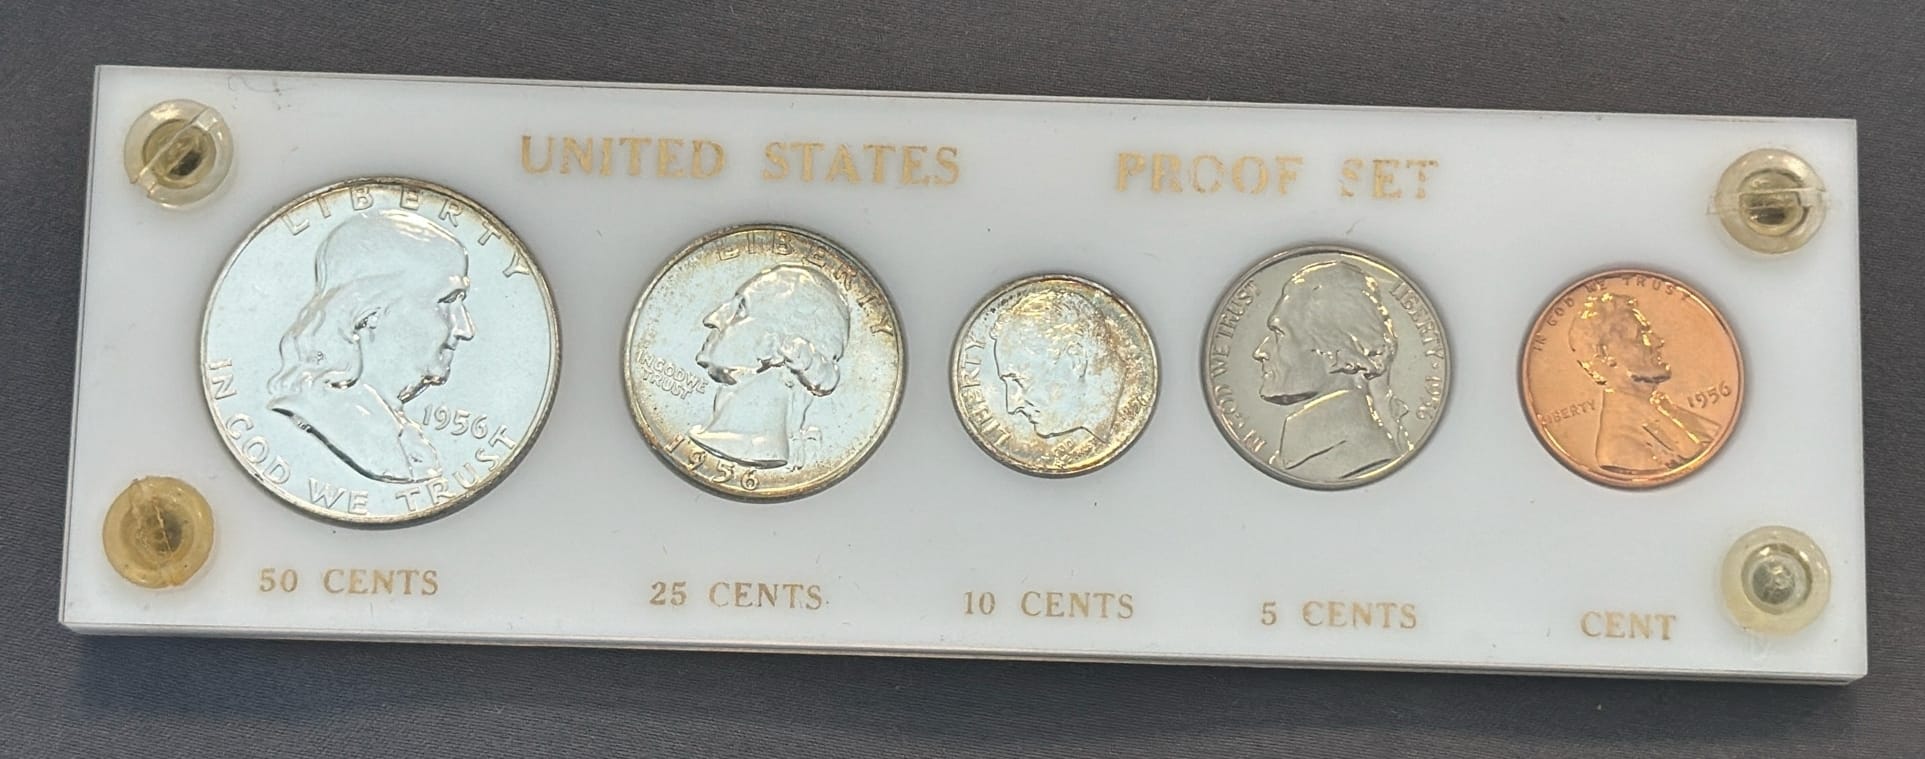 UNITED STATES PROOF SET
LIBERTY
1956
IN GOD WE TRUST
LIBERTY
IN GOD WE
TRUST
1956
LIBERTY
IN GOD WE TRUST
LIBERTY · 1956
IN GOD WE TRUST
LIBERTY
1956
50 CENTS
25 CENTS
10 CENTS
5 CENTS
CENT